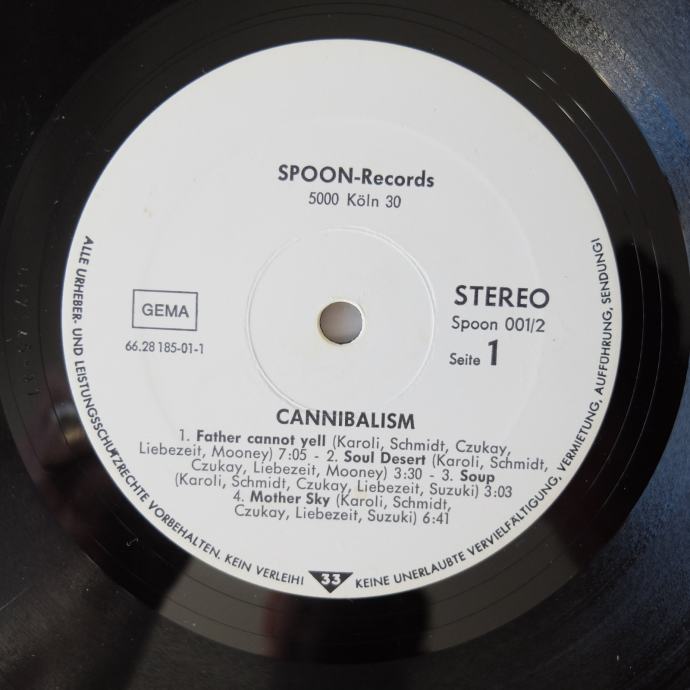 SPOON-Records
5000 Köln 30
GEMA
66.28 185-01-1
STEREO
Spoon 001/2
Seite 1
CANNIBALISM
1. Father cannot yell (Karoli, Schmidt, Czukay,
Liebezeit, Mooney) 7:05 - 2. Soul Desert (Karoli, Schmidt,
Czukay, Liebezeit, Mooney) 3:30 - 3. Soup
(Karoli, Schmidt, Czukay, Liebezeit, Suzuki) 3:03
4. Mother Sky (Karoli, Schmidt,
Czukay, Liebezeit, Suzuki) 6:41
ALLE URHEBER- UND LEISTUNGSSCHUTZRECHTE VORBEHALTEN. KEIN VERLEIH! 33 KEINE UNERLAUBTE VERVIELFÄLTIGUNG, VERMIETUNG, AUFFÜHRUNG, SENDUNG!